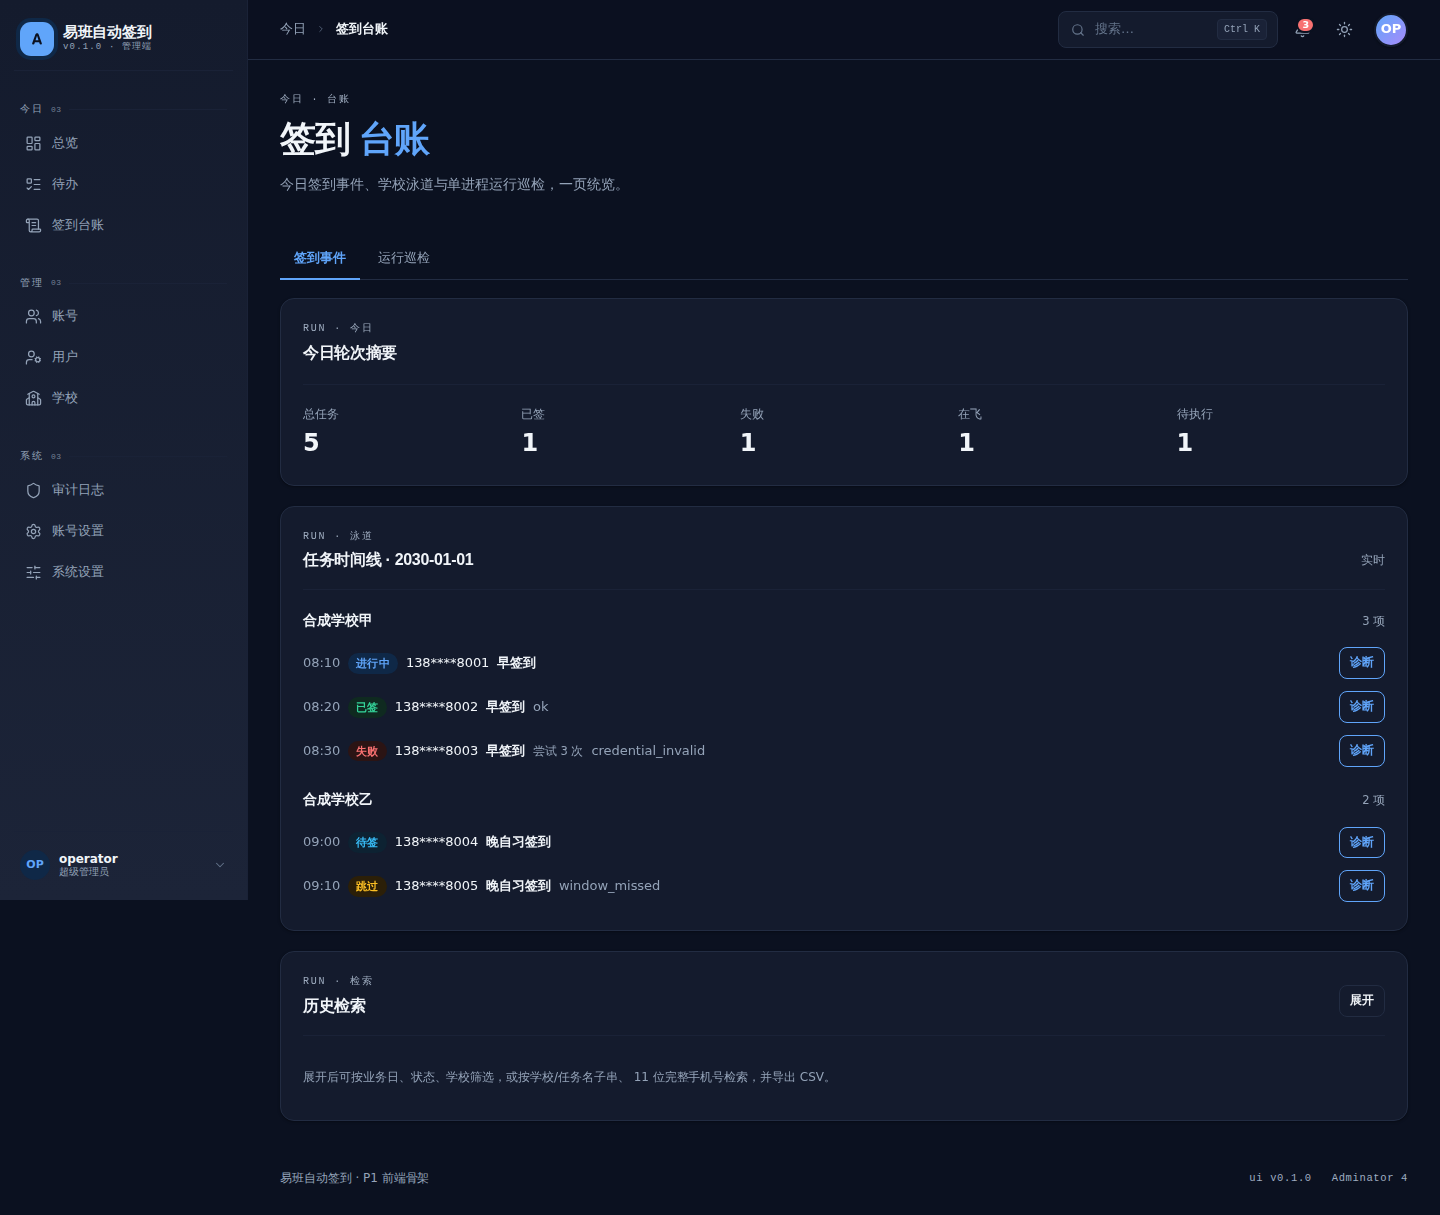 A
易班自动签到
v0.1.0 · 管理端
今日 03
总览
待办
签到台账
管理 03
账号
用户
学校
系统 03
审计日志
账号设置
系统设置
OP
operator
超级管理员
今日 › 签到台账
搜索... Ctrl K
3
OP
今日 · 台账
签到 台账
今日签到事件、学校泳道与单进程运行巡检，一页统览。
签到事件 运行巡检
RUN · 今日
今日轮次摘要
总任务 已签 失败 在飞 待执行
5 1 1 1 1
RUN · 泳道
任务时间线 · 2030-01-01
实时
合成学校甲 3 项
08:10 进行中 138****8001 早签到 诊断
08:20 已签 138****8002 早签到 ok 诊断
08:30 失败 138****8003 早签到 尝试 3 次 credential_invalid 诊断
合成学校乙 2 项
09:00 待签 138****8004 晚自习签到 诊断
09:10 跳过 138****8005 晚自习签到 window_missed 诊断
RUN · 检索
历史检索
展开
展开后可按业务日、状态、学校筛选，或按学校/任务名子串、 11 位完整手机号检索，并导出 CSV。
易班自动签到 · P1 前端骨架
ui v0.1.0 Adminator 4